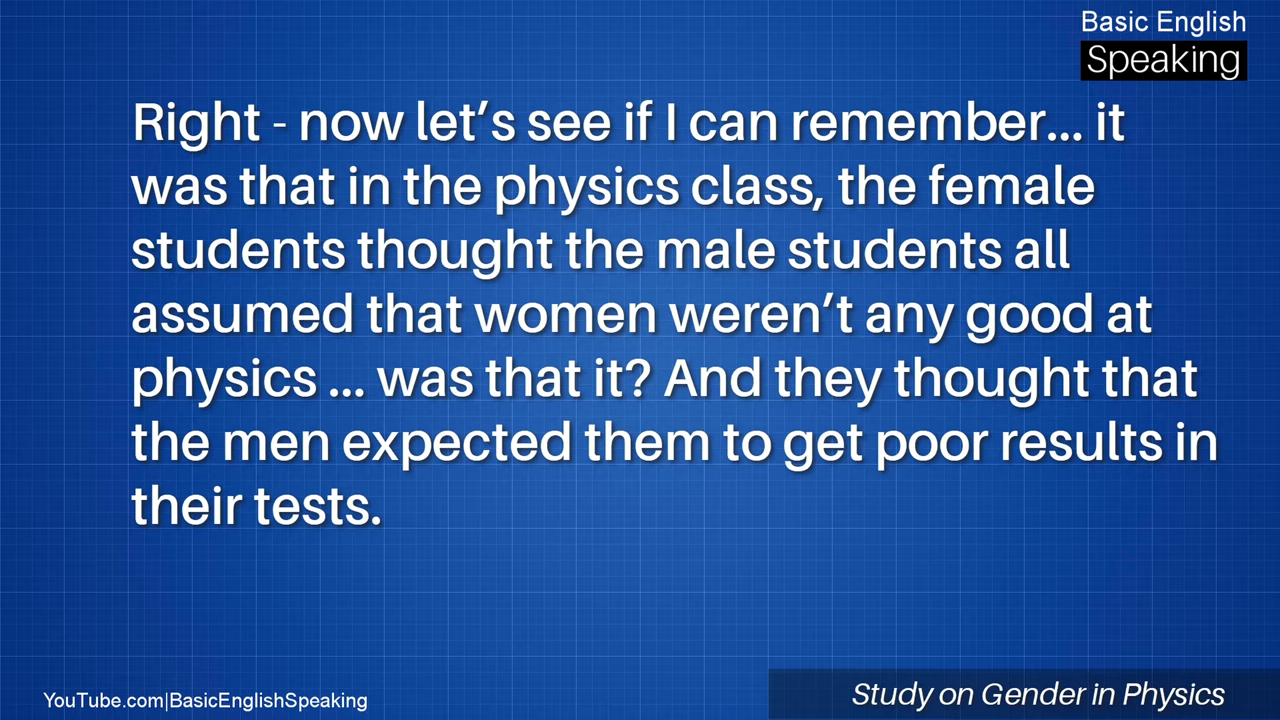 Basic English
Speaking
Right - now let’s see if I can remember... it
was that in the physics class, the female
students thought the male students all
assumed that women weren’t any good at
physics ... was that it? And they thought that
the men expected them to get poor results in
their tests.
YouTube.com|BasicEnglishSpeaking
Study on Gender in Physics